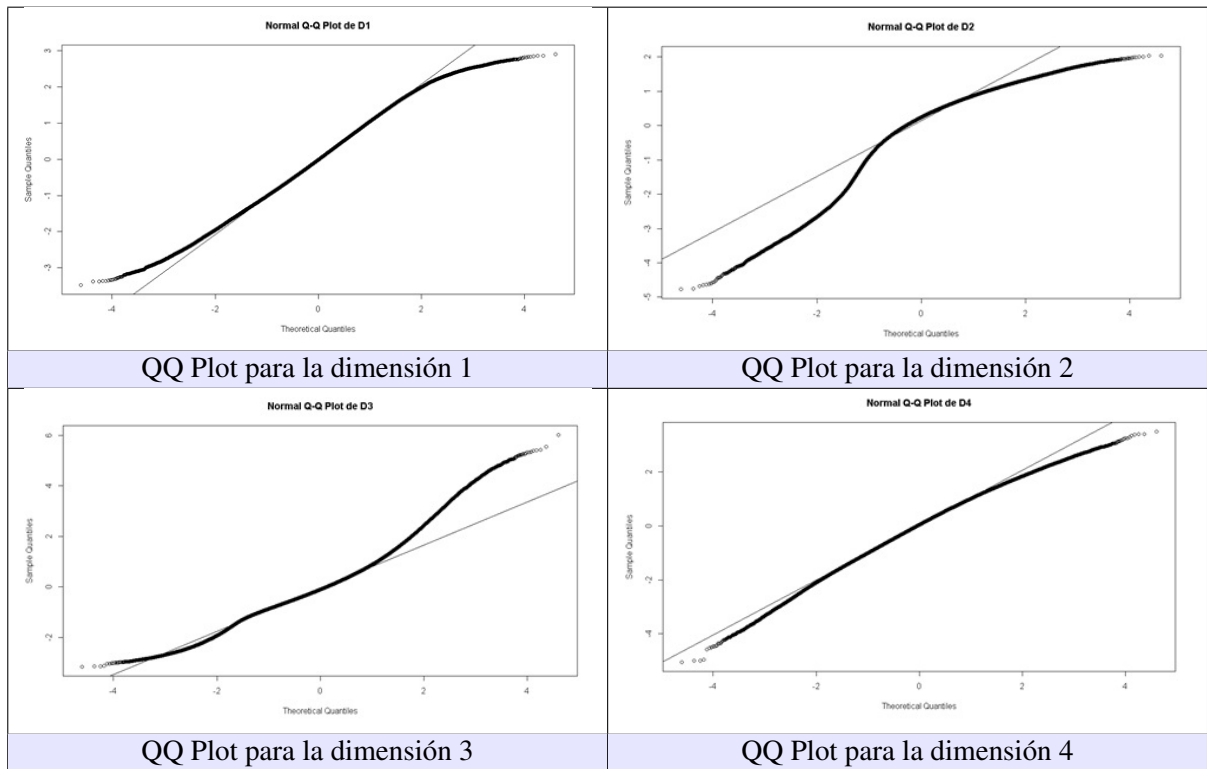 Normal Q-Q Plot de D1
3
2
1
0
-1
-2
-3
Sample Quantiles
-4
-2
0
2
4
Theoretical Quantiles
QQ Plot para la dimensión 1
Normal Q-Q Plot de D2
2
1
0
-1
-2
-3
-4
-5
Sample Quantiles
-4
-2
0
2
4
Theoretical Quantiles
QQ Plot para la dimensión 2
Normal Q-Q Plot de D3
6
4
2
0
-2
Sample Quantiles
-4
-2
0
2
4
Theoretical Quantiles
QQ Plot para la dimensión 3
Normal Q-Q Plot de D4
2
0
-2
-4
Sample Quantiles
-4
-2
0
2
4
Theoretical Quantiles
QQ Plot para la dimensión 4